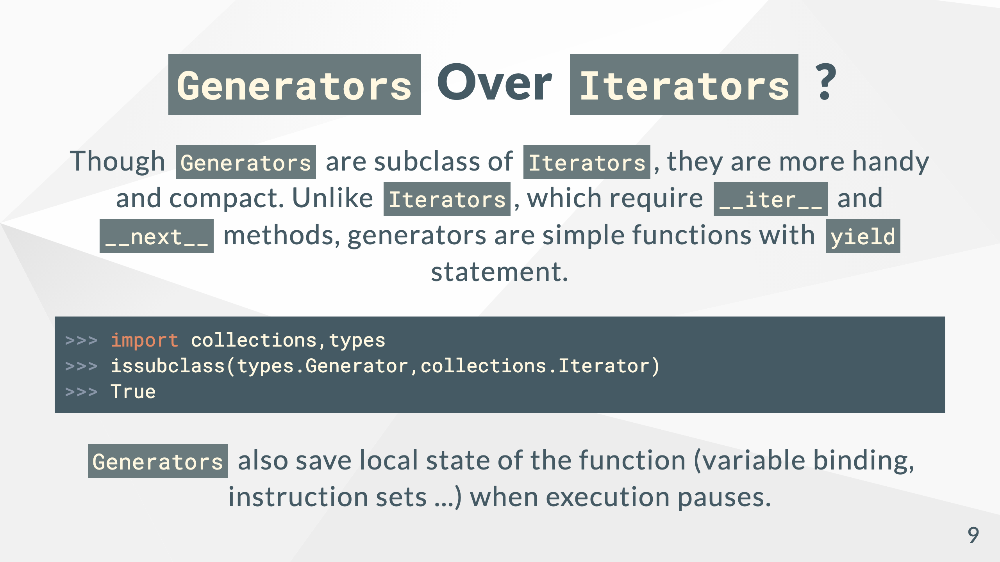 Generators Over Iterators ?
Though Generators are subclass of Iterators, they are more handy
and compact. Unlike Iterators, which require __iter__ and
__next__ methods, generators are simple functions with yield
statement.
>>> import collections,types
>>> issubclass(types.Generator,collections.Iterator)
>>> True
Generators also save local state of the function (variable binding,
instruction sets ...) when execution pauses.
9